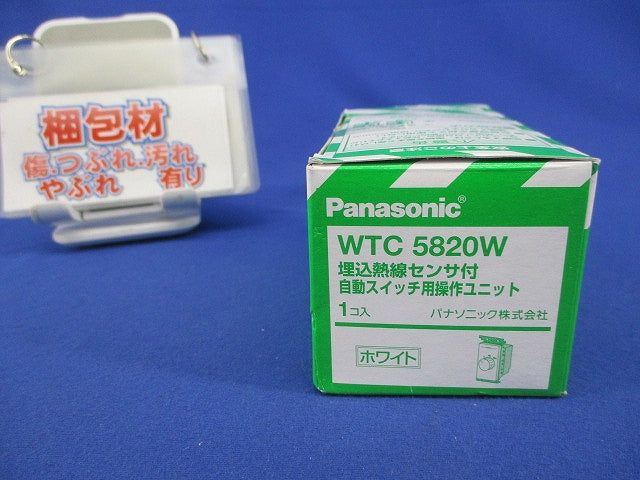 梱包材
傷.つぶれ.汚れ
やぶれ 有り
Panasonic®
WTC 5820W
埋込熱線センサ付
自動スイッチ用操作ユニット
1コ入 パナソニック株式会社
ホワイト